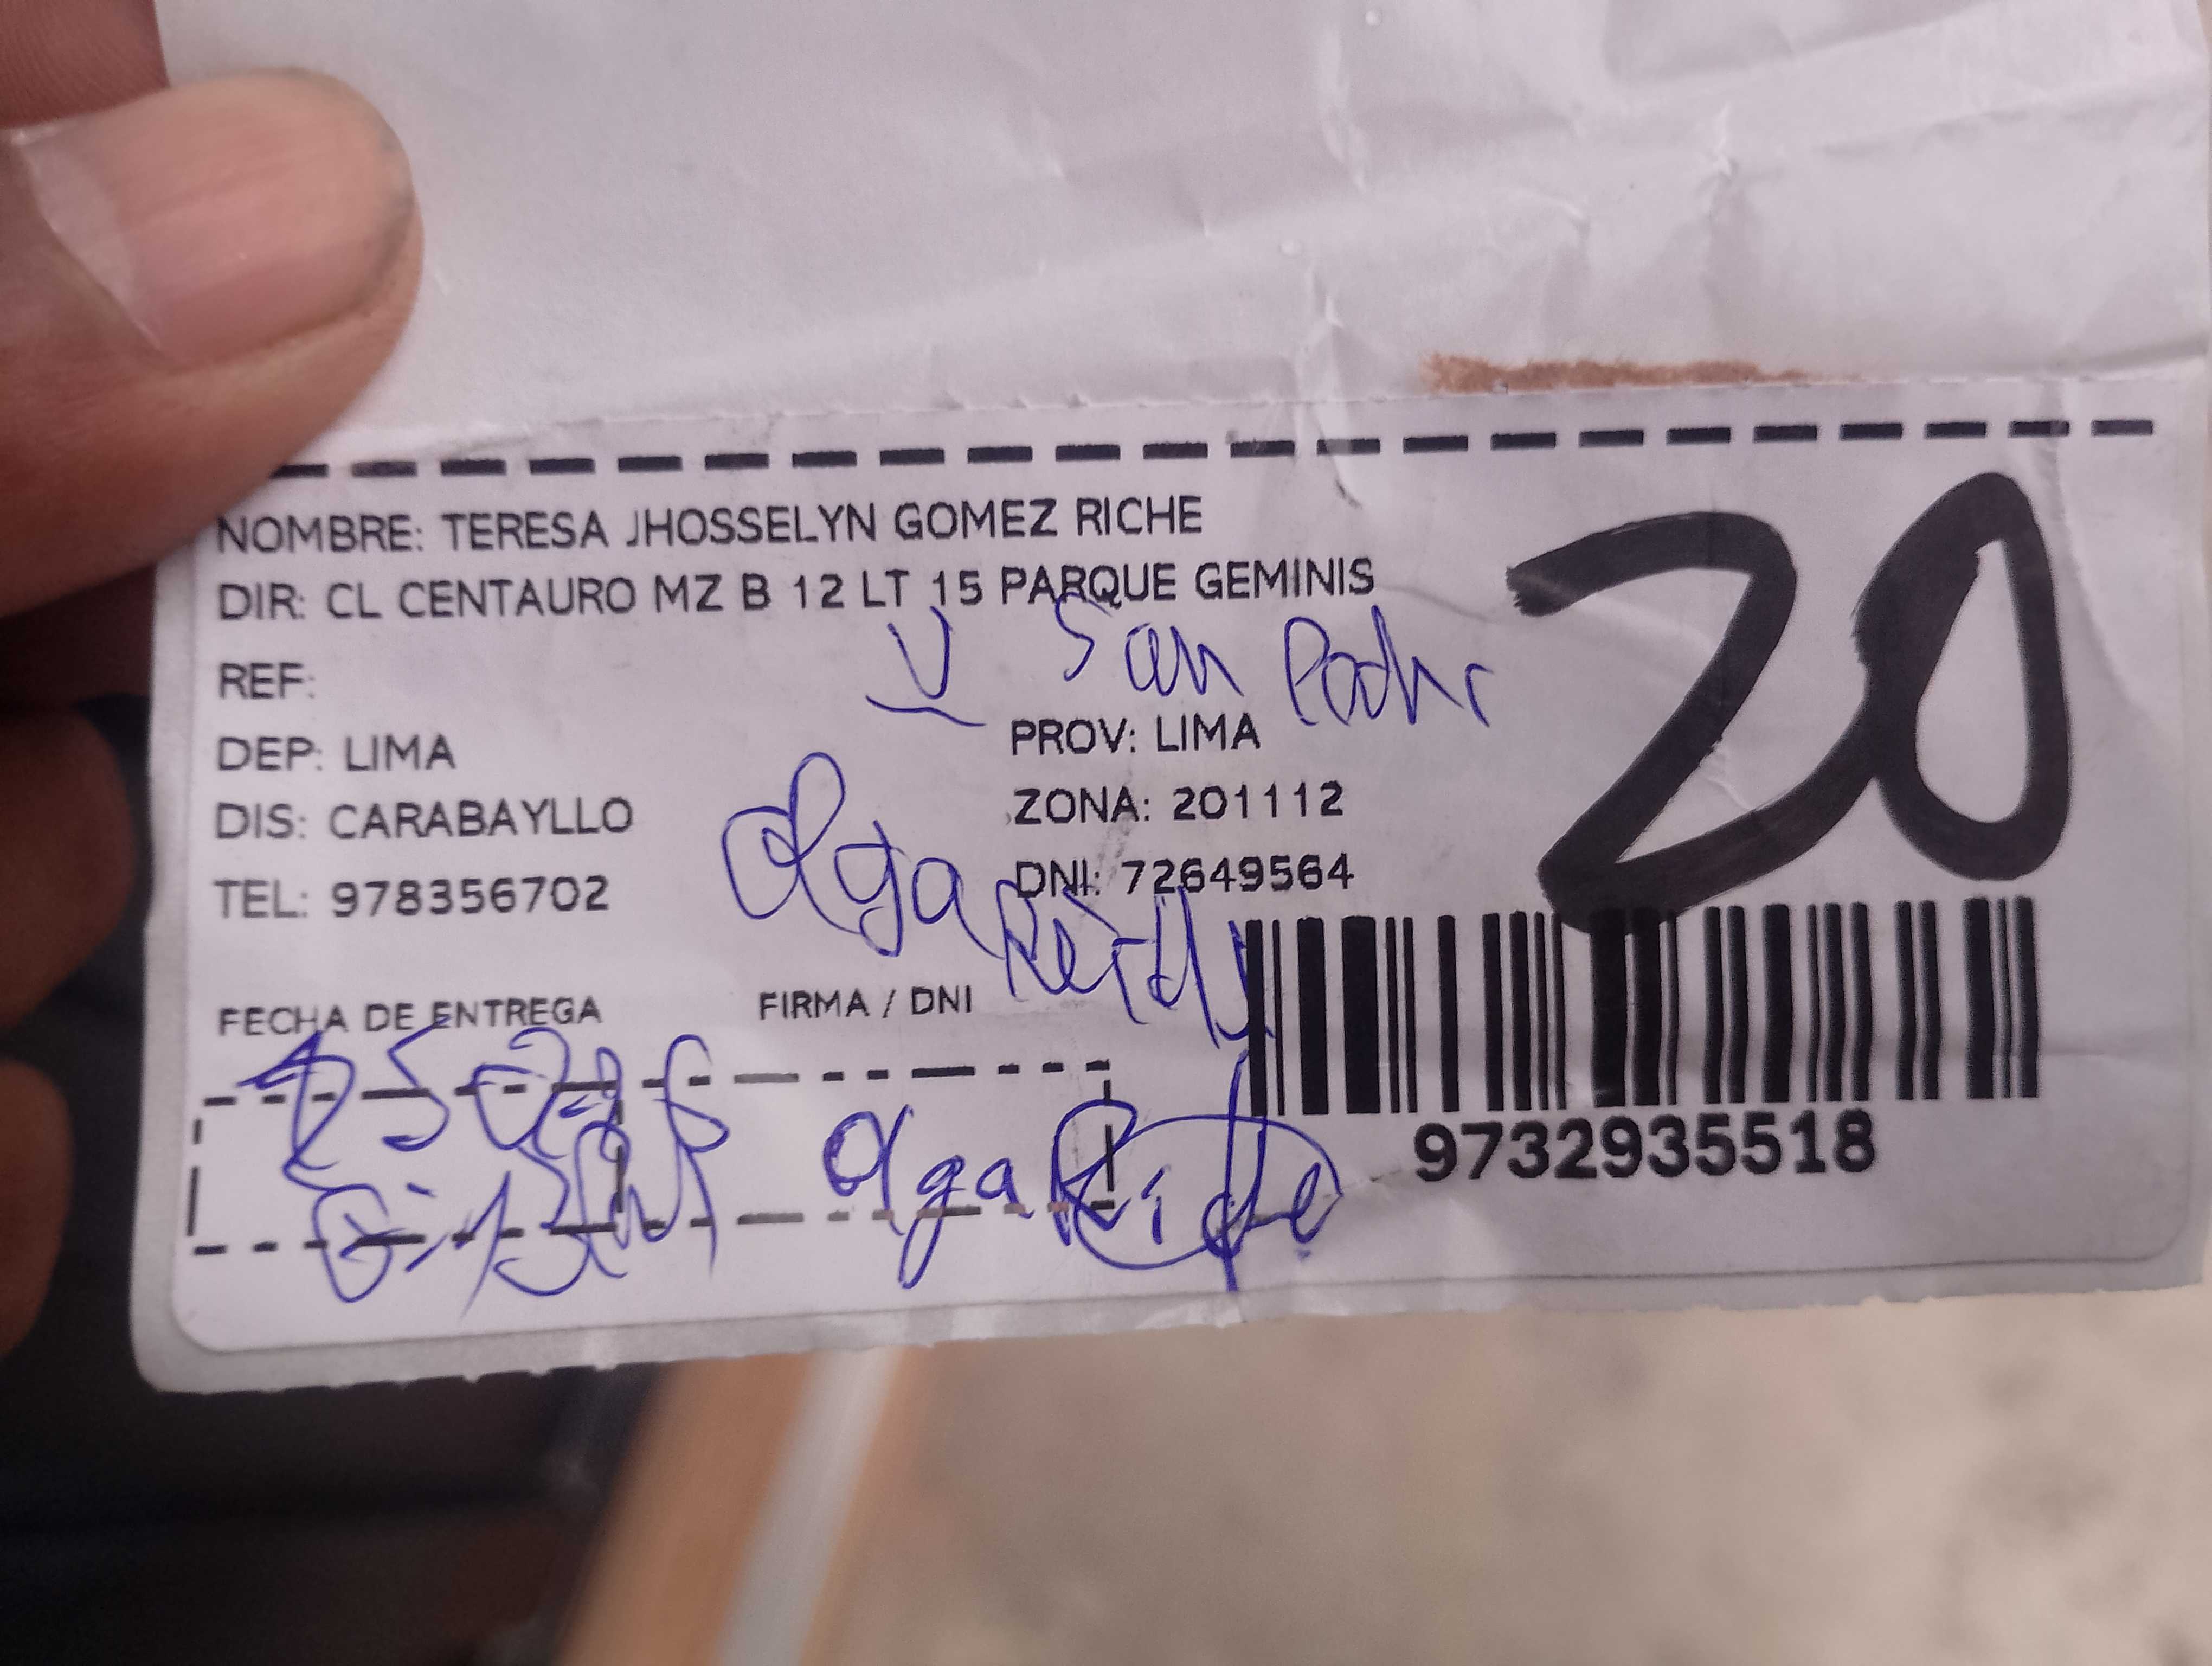 NOMBRE: TERESA JHOSSELYN GOMEZ RICHE
DIR: CL CENTAURO MZ B 12 LT 15 PARQUE GEMINIS
REF:
San
DEP: LIMA PROV: LIMA
DIS: CARABAYLLO ZONA: 201112
TEL: 978356702 DNI: 72649564
Olga
FECHA DE ENTREGA FIRMA / DNI
Olga Riche
9732935518
20